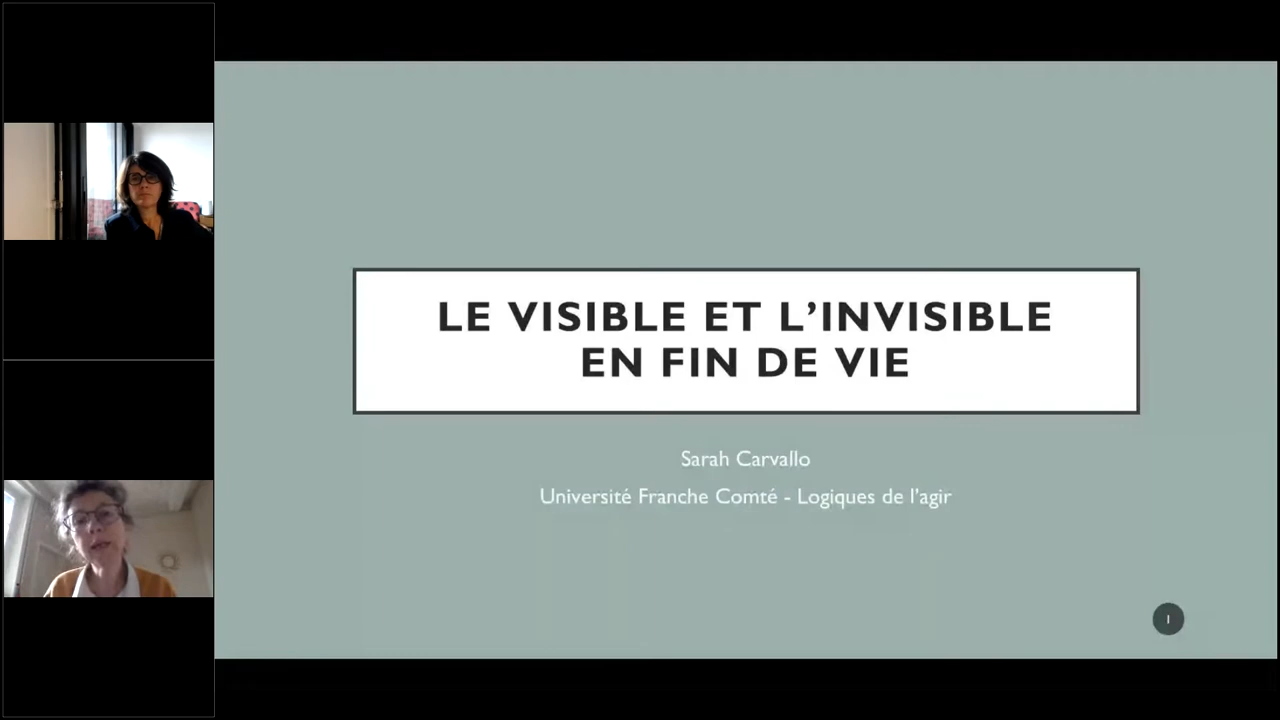 LE VISIBLE ET L’INVISIBLE
EN FIN DE VIE
Sarah Carvallo
Université Franche Comté - Logiques de l'agir
1